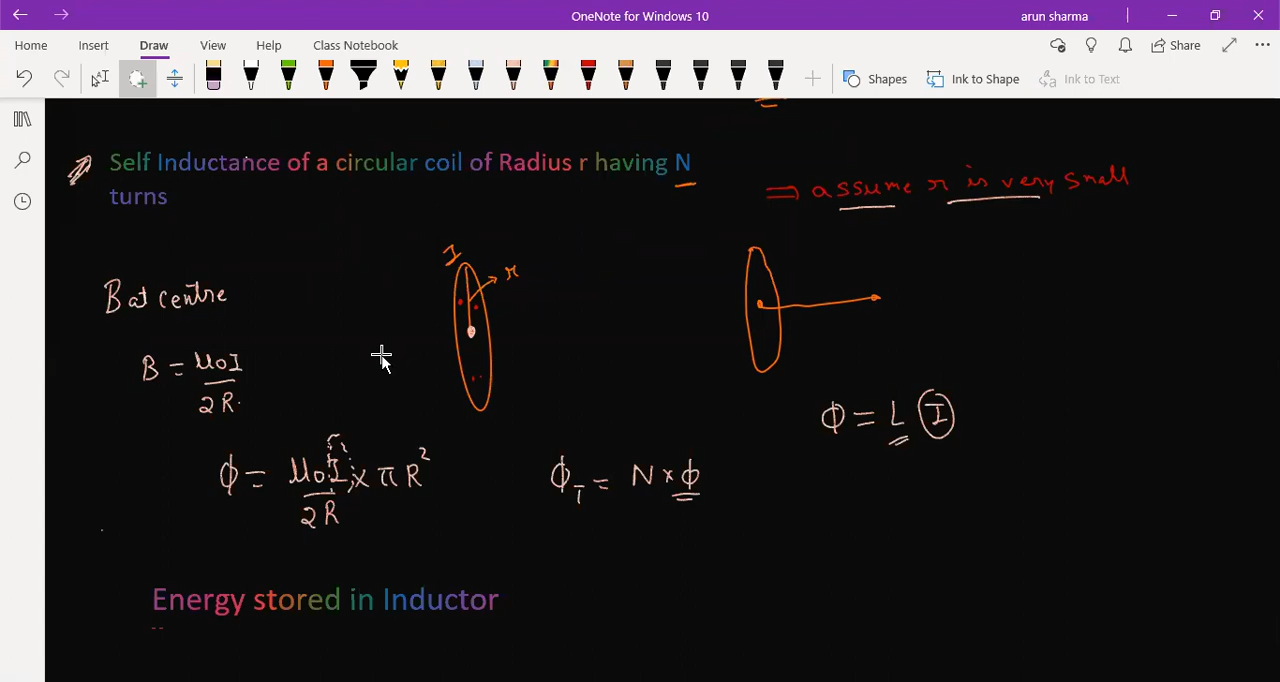 OneNote for Windows 10
arun sharma
Home Insert Draw View Help Class Notebook
Share
Shapes Ink to Shape Ink to Text
Self Inductance of a circular coil of Radius r having N
turns
⇒ assume r is very small
I
r
B at centre
B = μ₀I / 2R
Φ = L I
Φ = μ₀I / 2R × πR²
Φ_T = N × Φ
Energy stored in Inductor